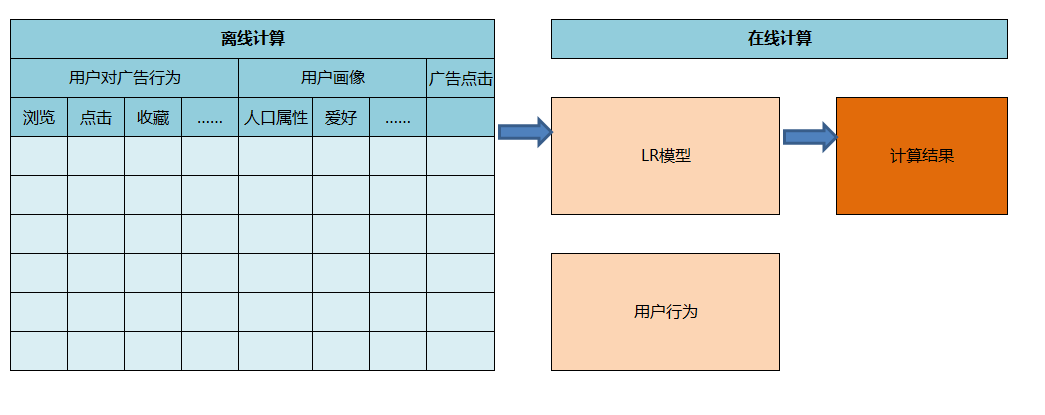 离线计算
在线计算
用户对广告行为
用户画像
广告点击
浏览
点击
收藏
……
人口属性
爱好
……
LR模型
计算结果
用户行为